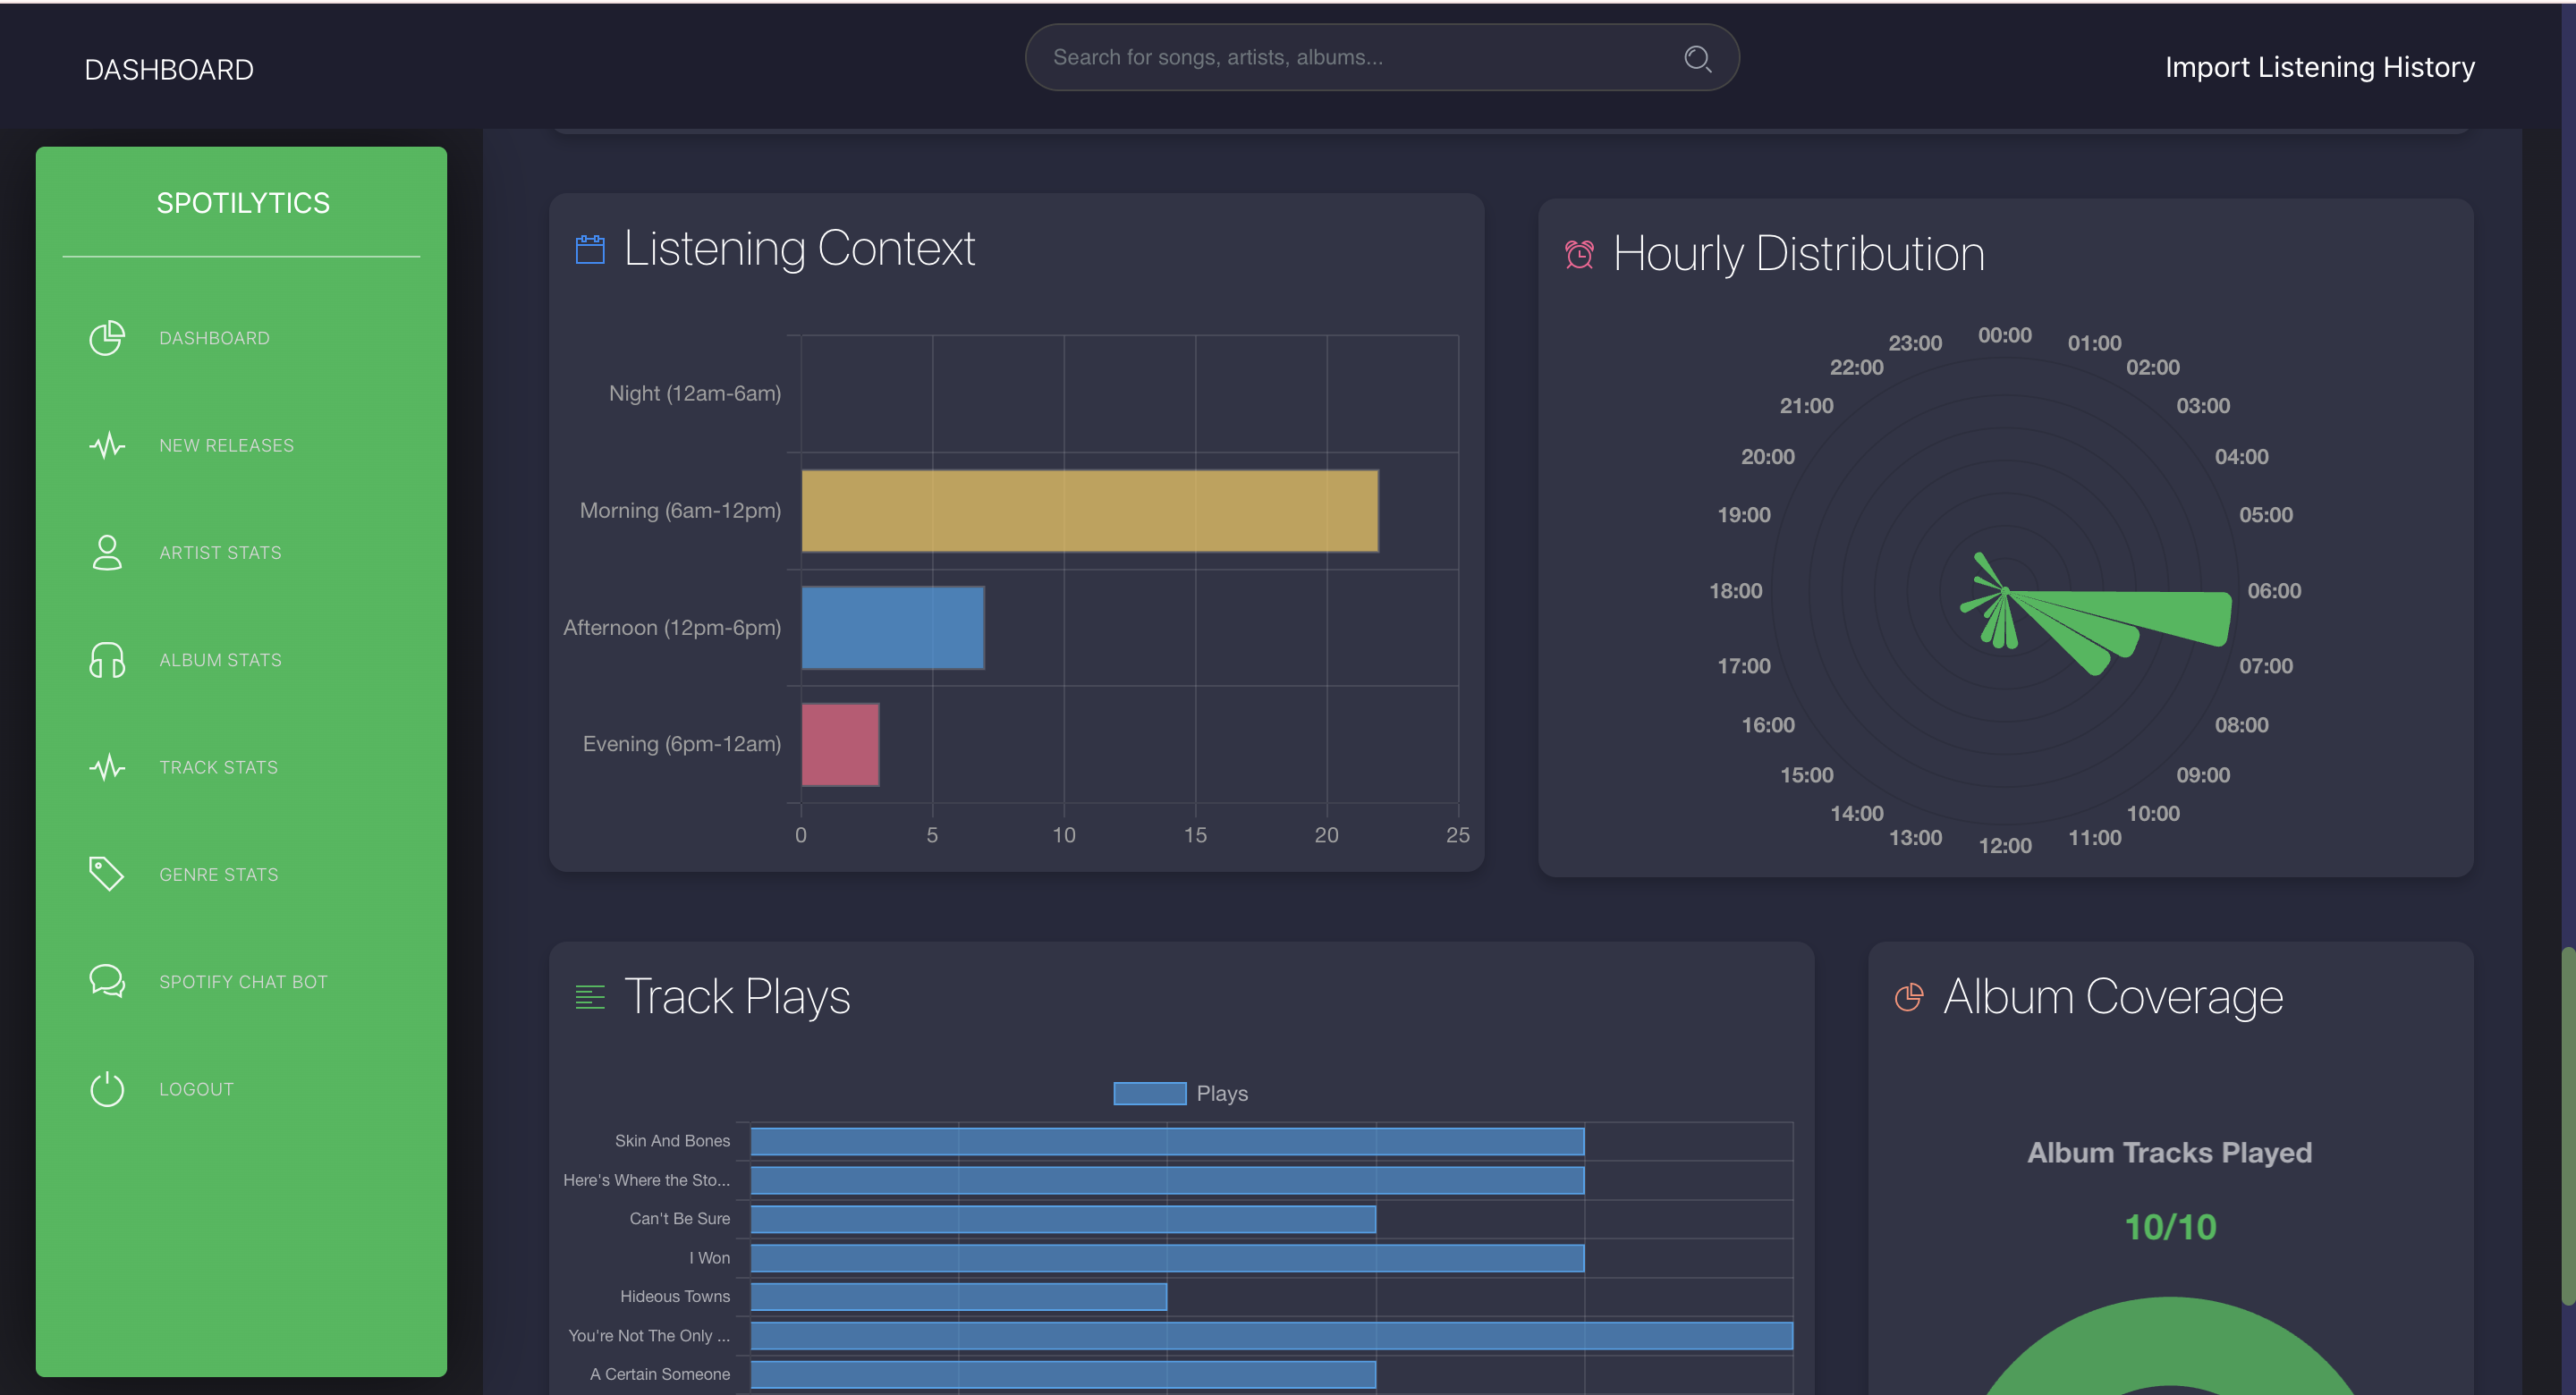 DASHBOARD
Search for songs, artists, albums...
Import Listening History
SPOTILYTICS
DASHBOARD
NEW RELEASES
ARTIST STATS
ALBUM STATS
TRACK STATS
GENRE STATS
SPOTIFY CHAT BOT
LOGOUT
Listening Context
Night (12am-6am)
Morning (6am-12pm)
Afternoon (12pm-6pm)
Evening (6pm-12am)
0 5 10 15 20 25
Hourly Distribution
00:00
01:00
02:00
03:00
04:00
05:00
06:00
07:00
08:00
09:00
10:00
11:00
12:00
13:00
14:00
15:00
16:00
17:00
18:00
19:00
20:00
21:00
22:00
23:00
Track Plays
Plays
Skin And Bones
Here's Where the Sto...
Can't Be Sure
I Won
Hideous Towns
You're Not The Only ...
A Certain Someone
Album Coverage
Album Tracks Played
10/10